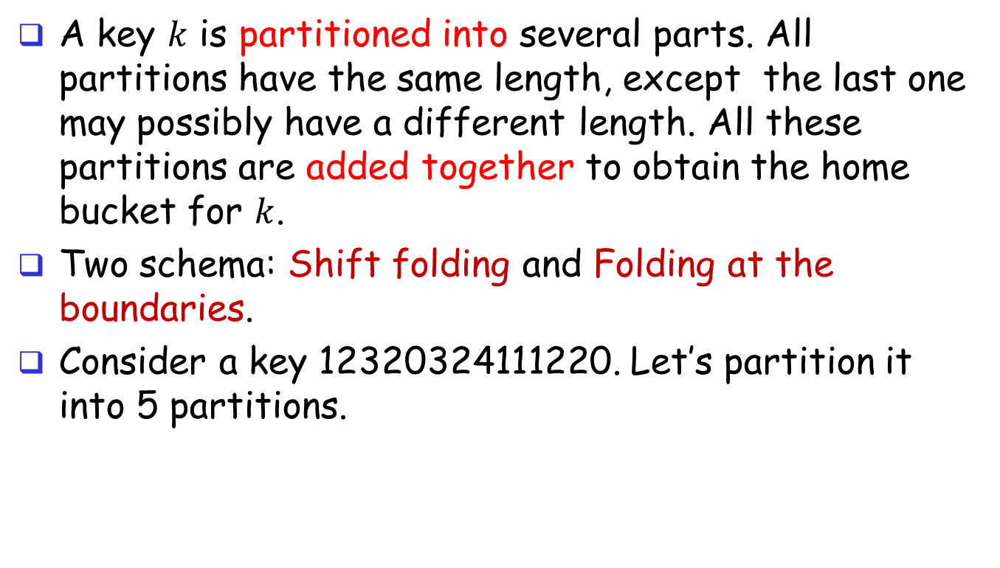 A key k is partitioned into several parts. All
partitions have the same length, except the last one
may possibly have a different length. All these
partitions are added together to obtain the home
bucket for k.
Two schema: Shift folding and Folding at the
boundaries.
Consider a key 12320324111220. Let’s partition it
into 5 partitions.